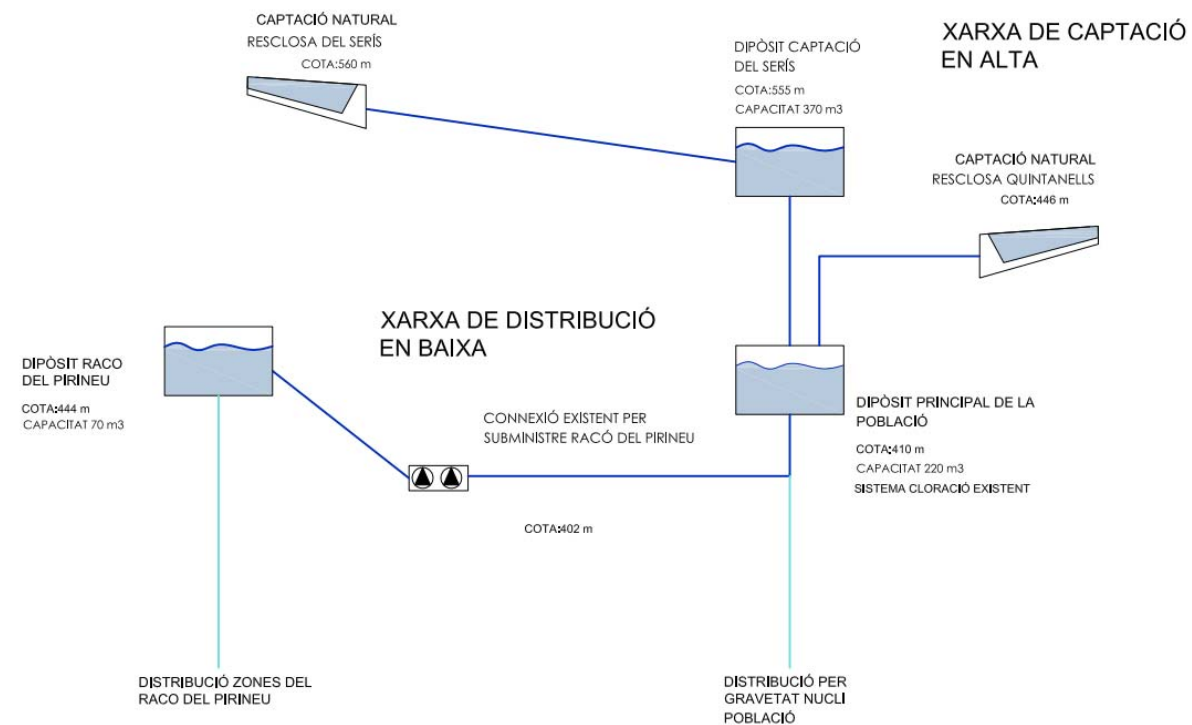 CAPTACIÓ NATURAL
RESCLOSA DEL SERÍS
COTA:560 m
DIPÒSIT CAPTACIÓ
DEL SERÍS
COTA:555 m
CAPACITAT 370 m3
XARXA DE CAPTACIÓ
EN ALTA
CAPTACIÓ NATURAL
RESCLOSA QUINTANELLS
COTA:446 m
XARXA DE DISTRIBUCIÓ
EN BAIXA
DIPÒSIT RACO
DEL PIRINEU
COTA:444 m
CAPACITAT 70 m3
CONNEXIÓ EXISTENT PER
SUBMINISTRE RACÓ DEL PIRINEU
DIPÒSIT PRINCIPAL DE LA
POBLACIÓ
COTA:410 m
CAPACITAT 220 m3
SISTEMA CLORACIÓ EXISTENT
COTA:402 m
DISTRIBUCIÓ ZONES DEL
RACO DEL PIRINEU
DISTRIBUCIÓ PER
GRAVETAT NUCLI
POBLACIÓ